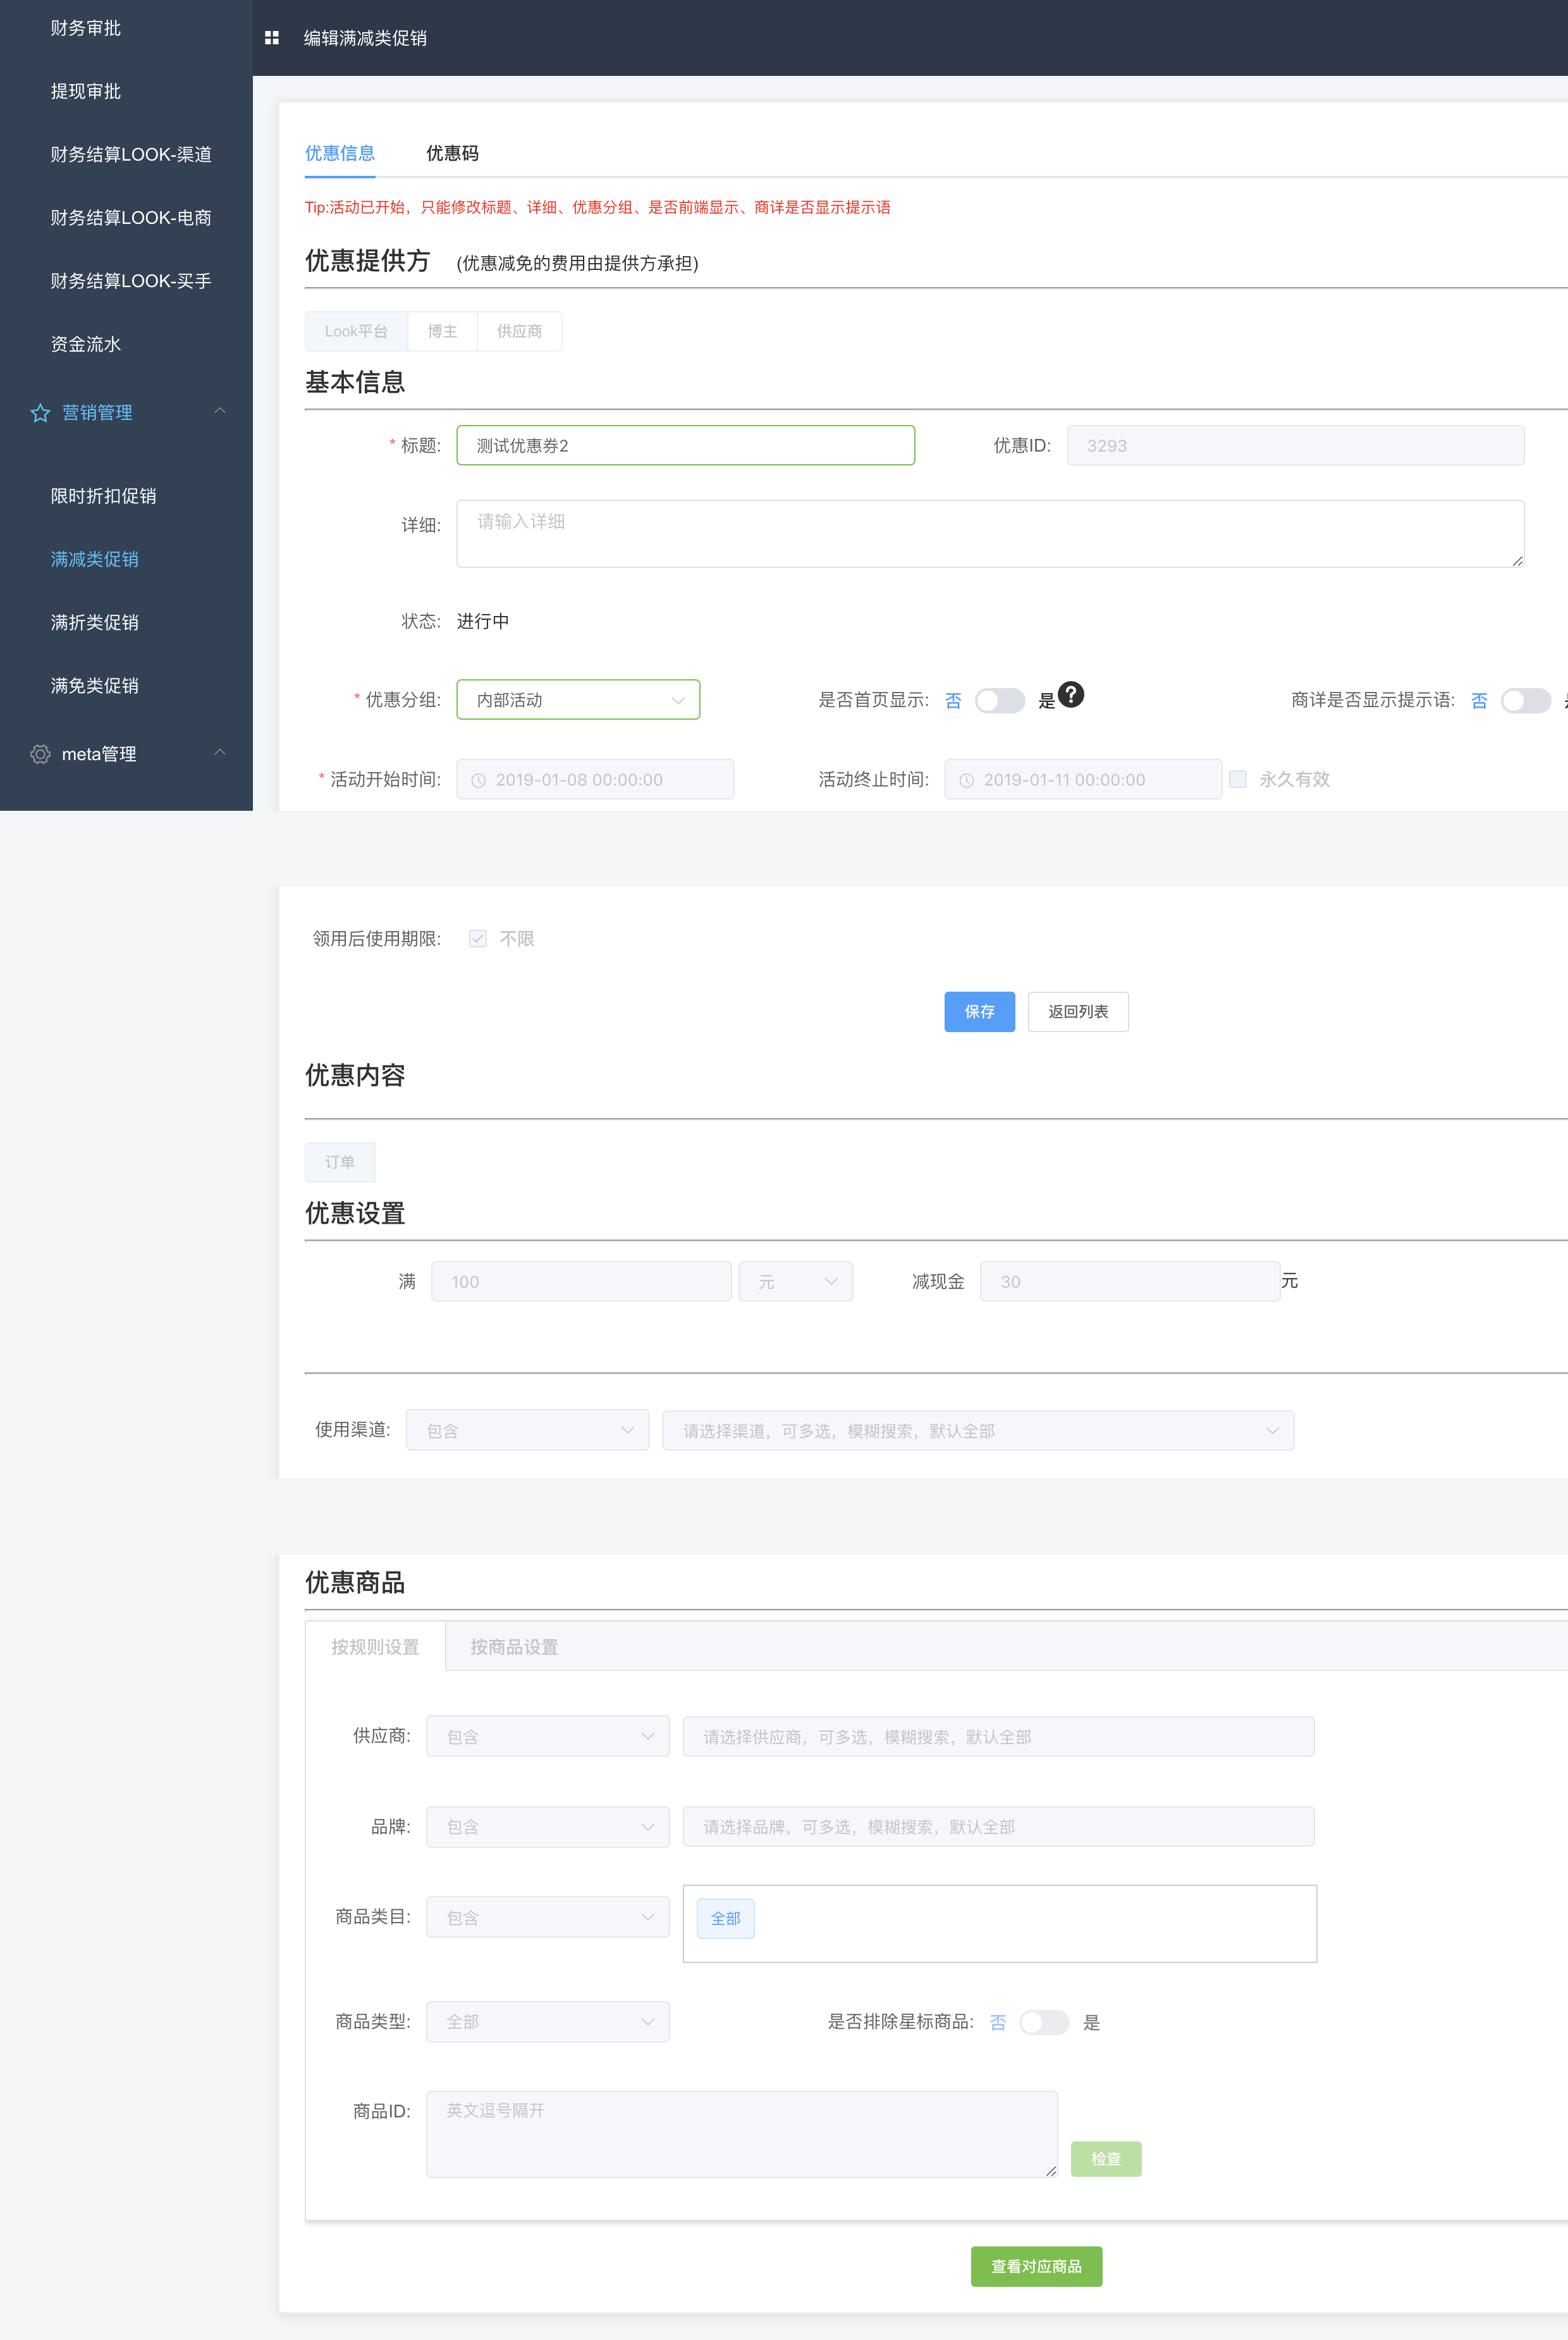 财务审批
提现审批
财务结算LOOK-渠道
财务结算LOOK-电商
财务结算LOOK-买手
资金流水
营销管理
限时折扣促销
满减类促销
满折类促销
满免类促销
meta管理
编辑满减类促销
优惠信息 优惠码
Tip:活动已开始，只能修改标题、详细、优惠分组、是否前端显示、商详是否显示提示语
优惠提供方 (优惠减免的费用由提供方承担)
Look平台 博主 供应商
基本信息
* 标题: 测试优惠券2 优惠ID: 3293
详细: 请输入详细
状态: 进行中
* 优惠分组: 内部活动 是否首页显示: 否 是 ? 商详是否显示提示语: 否
* 活动开始时间: 2019-01-08 00:00:00 活动终止时间: 2019-01-11 00:00:00 永久有效
领用后使用期限: 不限
保存 返回列表
优惠内容
订单
优惠设置
满 100 元 减现金 30 元
使用渠道: 包含 请选择渠道，可多选，模糊搜索，默认全部
优惠商品
按规则设置 按商品设置
供应商: 包含 请选择供应商，可多选，模糊搜索，默认全部
品牌: 包含 请选择品牌，可多选，模糊搜索，默认全部
商品类目: 包含 全部
商品类型: 全部 是否排除星标商品: 否 是
商品ID: 英文逗号隔开
检查
查看对应商品